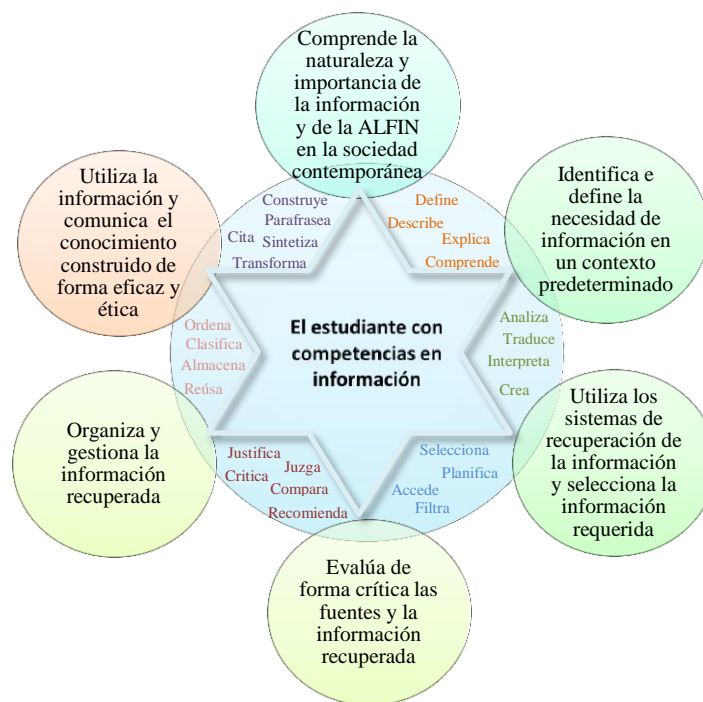 Comprende la
naturaleza y
importancia de
la información
y de la ALFIN
en la sociedad
contemporánea
Utiliza la
información y
comunica el
conocimiento
construido de
forma eficaz y
ética
Identifica e
define la
necesidad de
información en
un contexto
predeterminado
Construye
Parafrasea
Cita
Sintetiza
Transforma
Define
Describe
Explica
Comprende
Ordena
Clasifica
Almacena
Reúsa
El estudiante con
competencias en
información
Analiza
Traduce
Interpreta
Crea
Organiza y
gestiona la
información
recuperada
Utiliza los
sistemas de
recuperación de
la información
y selecciona la
información
requerida
Justifica
Juzga
Critica
Compara
Recomienda
Selecciona
Planifica
Accede
Filtra
Evalúa de
forma crítica las
fuentes y la
información
recuperada